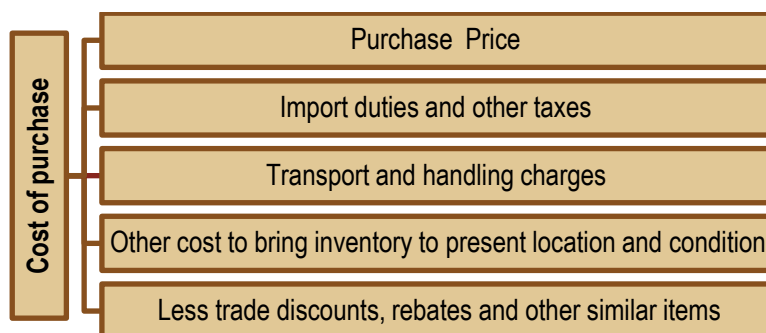 Cost of purchase
Purchase Price
Import duties and other taxes
Transport and handling charges
Other cost to bring inventory to present location and condition
Less trade discounts, rebates and other similar items